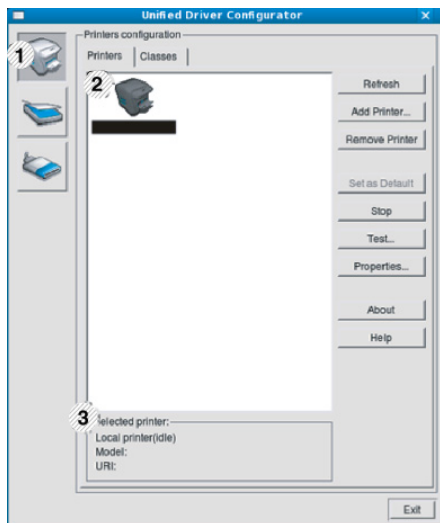 Unified Driver Configurator
Printers configuration
1
Printers
Classes
2
Refresh
Add Printer...
Remove Printer
Set as Default
Stop
Test...
Properties...
About
Help
3
Selected printer:
Local printer(idle)
Model:
URI:
Exit